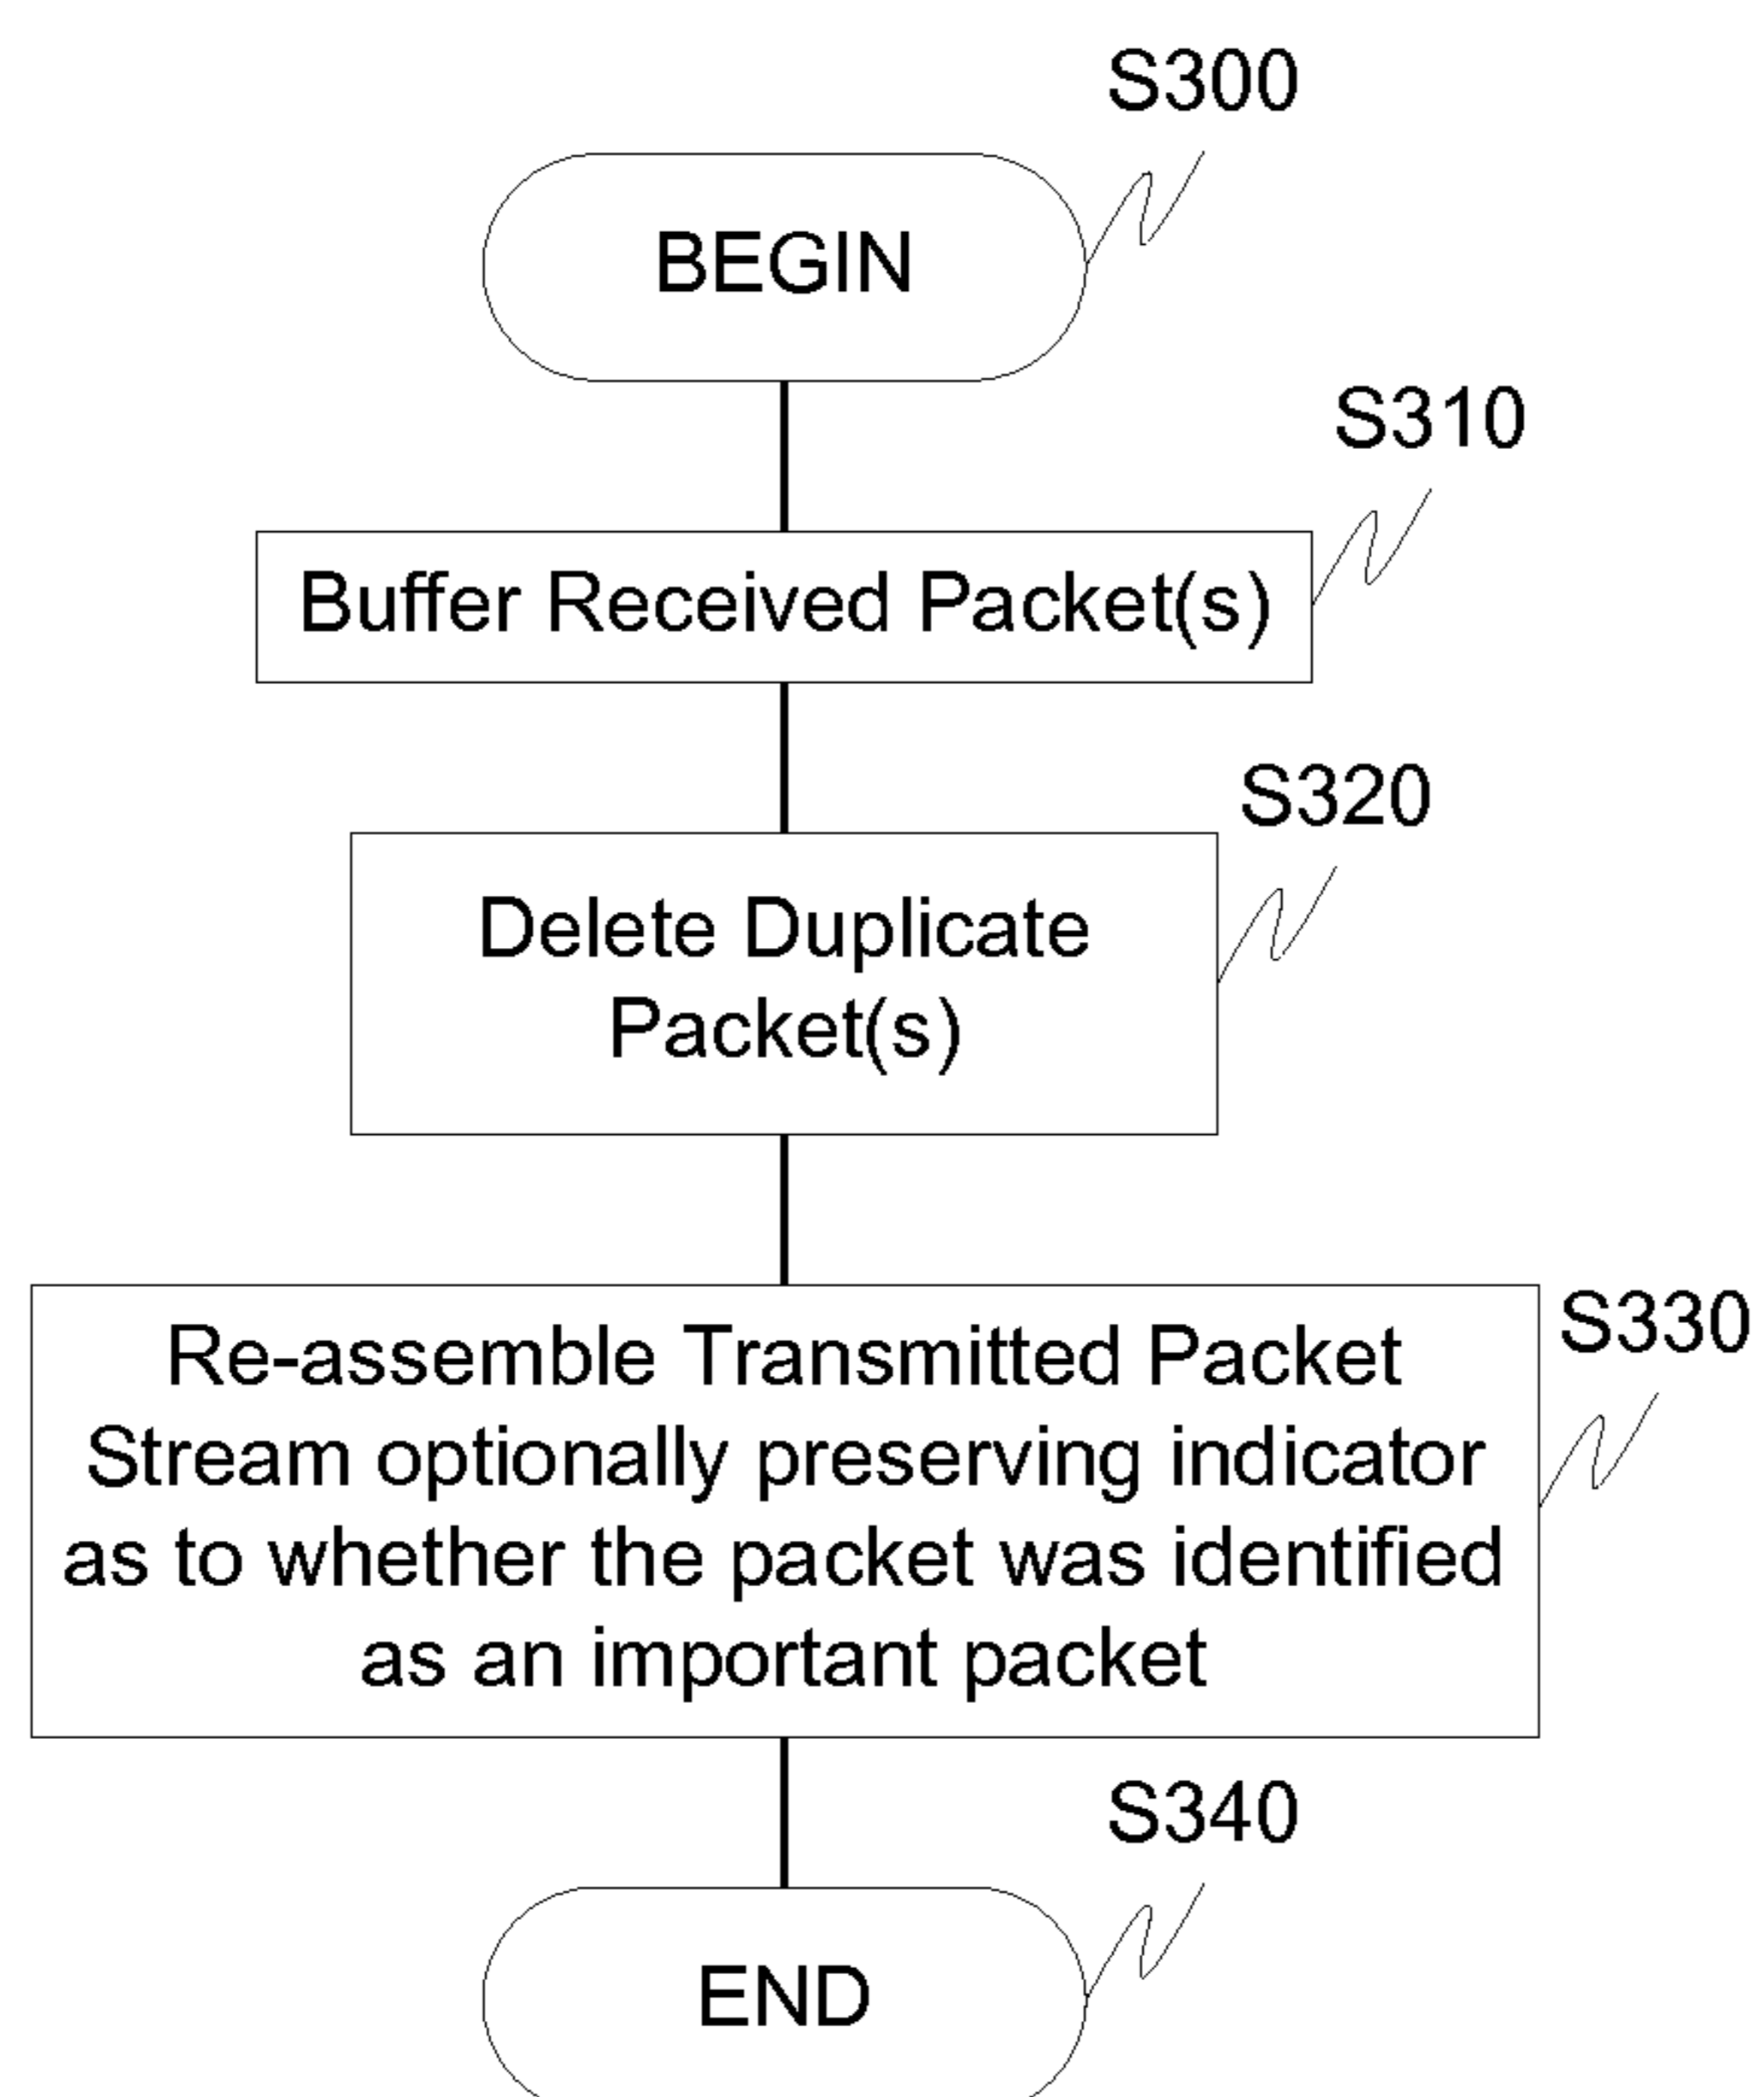 S300
BEGIN
S310
Buffer Received Packet(s)
S320
Delete Duplicate
Packet(s)
S330
Re-assemble Transmitted Packet
Stream optionally preserving indicator
as to whether the packet was identified
as an important packet
S340
END